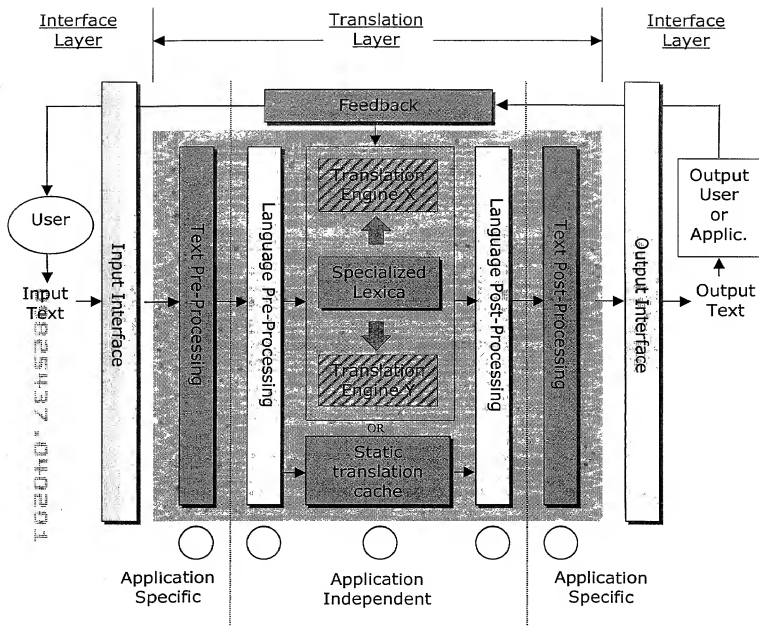 Interface
Layer
Translation
Layer
Interface
Layer
Feedback
User
Input
Text
Input Interface
Text Pre-Processing
Language Pre-Processing
Translation
Engine X
Specialized
Lexica
Translation
Engine Y
OR
Static
translation
cache
Language Post-Processing
Text Post-Processing
Output Interface
Output
User
or
Applic.
Output
Text
Application
Specific
Application
Independent
Application
Specific